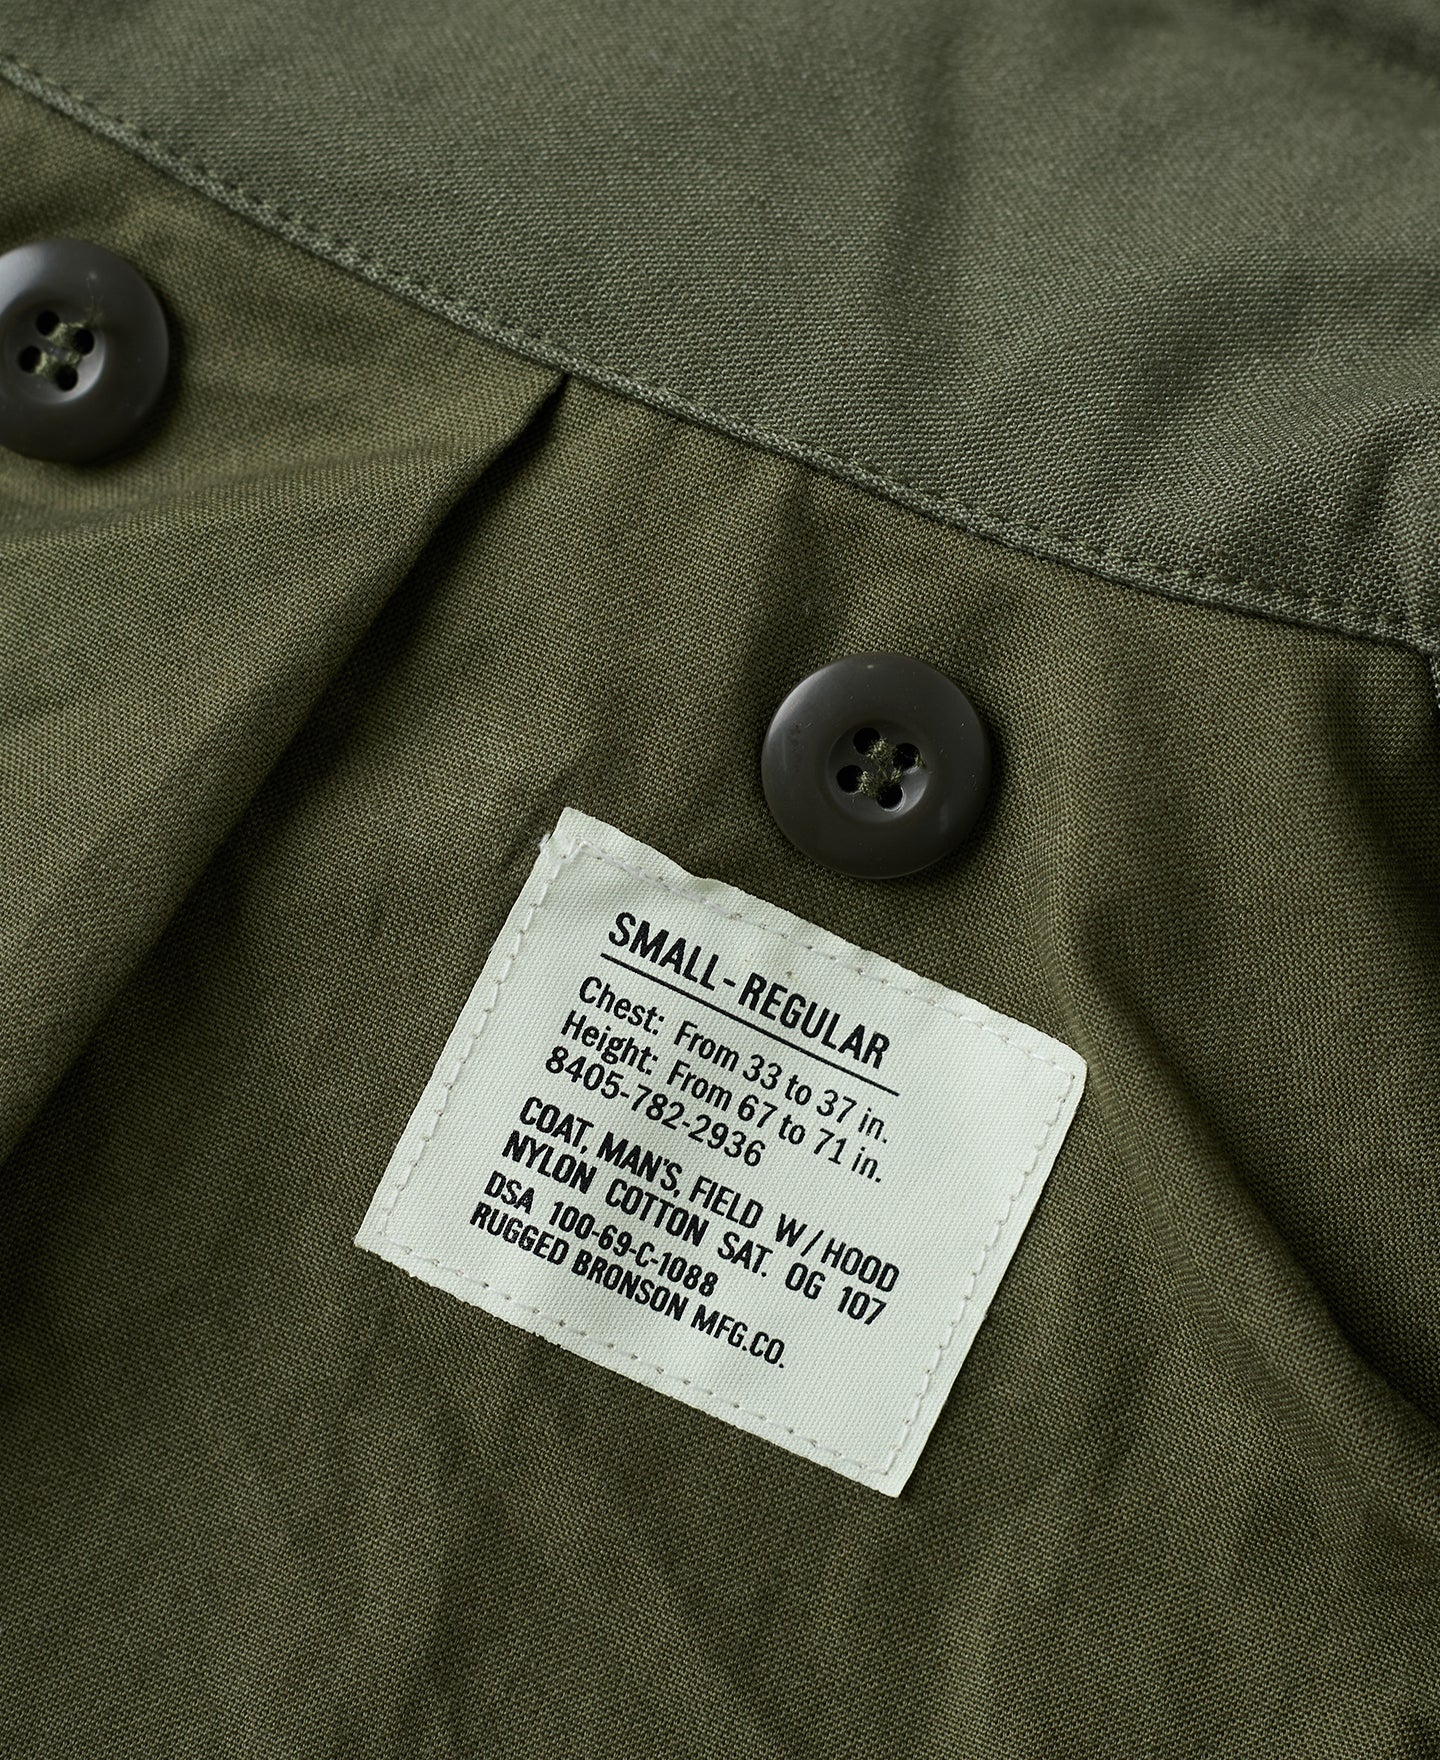 SMALL-REGULAR
Chest: From 33 to 37 in.
Height: From 67 to 71 in.
8405-782-2936
COAT, MAN'S, FIELD W/HOOD
NYLON COTTON SAT. OG 107
DSA 100-69-C-1088
RUGGED BRONSON MFG.CO.